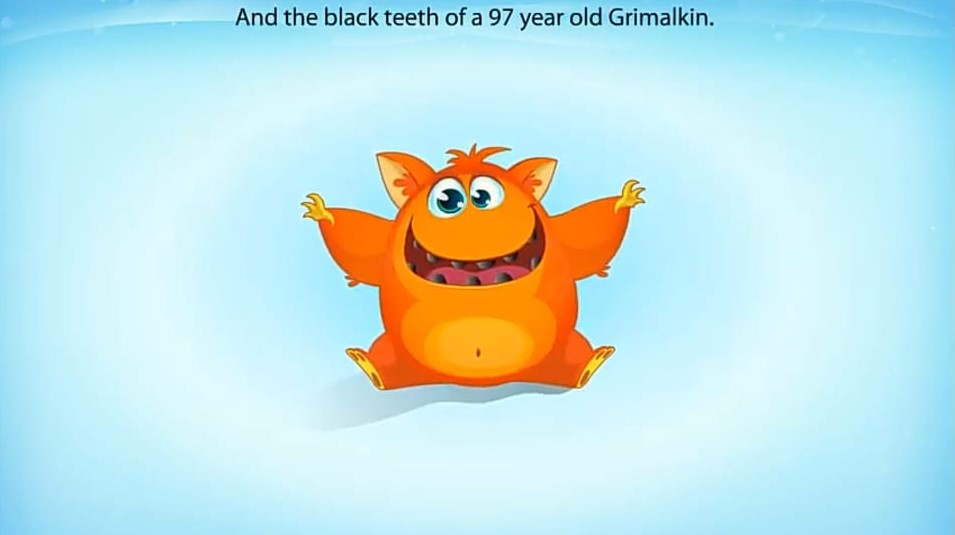 And the black teeth of a 97 year old Grimalkin.